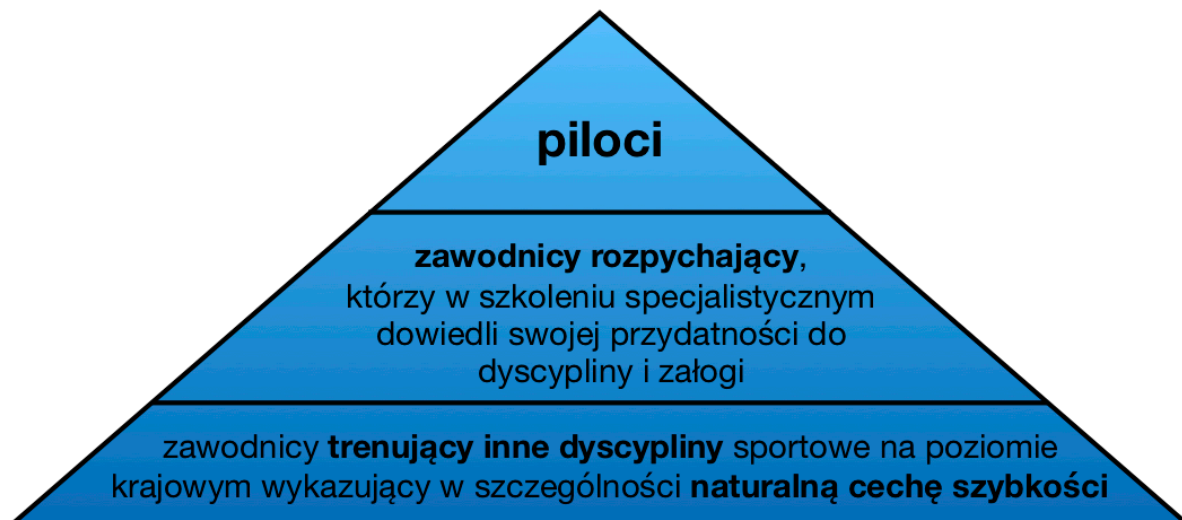 piloci
zawodnicy rozpychający,
którzy w szkoleniu specjalistycznym
dowiedli swojej przydatności do
dyscypliny i załogi
zawodnicy trenujący inne dyscypliny sportowe na poziomie
krajowym wykazujący w szczególności naturalną cechę szybkości